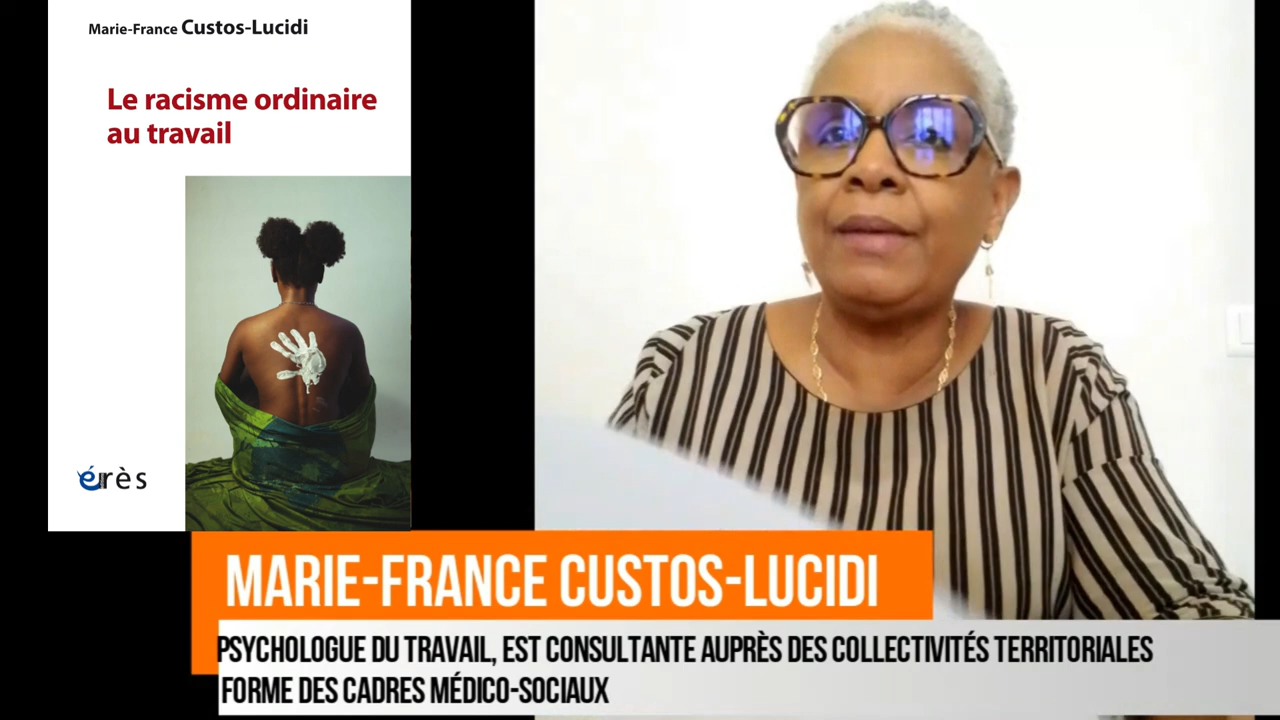 Marie-France Custos-Lucidi
Le racisme ordinaire
au travail
érès
MARIE-FRANCE CUSTOS-LUCIDI
PSYCHOLOGUE DU TRAVAIL, EST CONSULTANTE AUPRÈS DES COLLECTIVITÉS TERRITORIALES
FORME DES CADRES MÉDICO-SOCIAUX